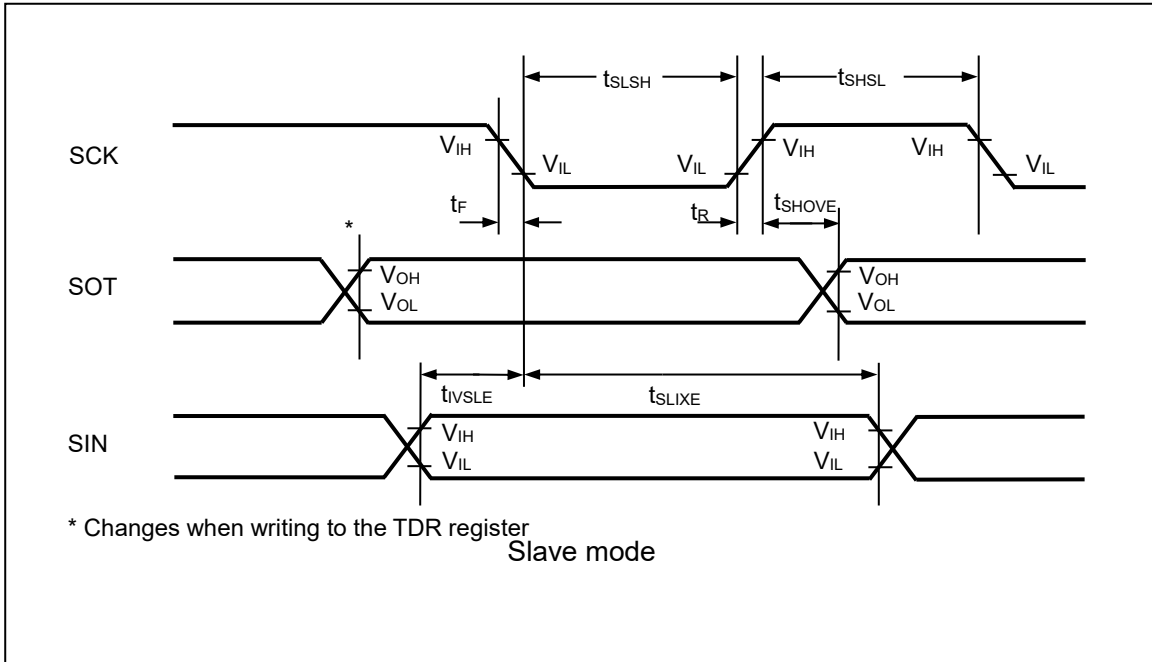 tSLSH tSHSL
SCK VIH VIL VIL VIH VIH VIL
tF tR tSHOVE
*
SOT VOH VOH
VOL VOL
tIVSLE tSLIXE
SIN VIH VIH
VIL VIL
* Changes when writing to the TDR register
Slave mode